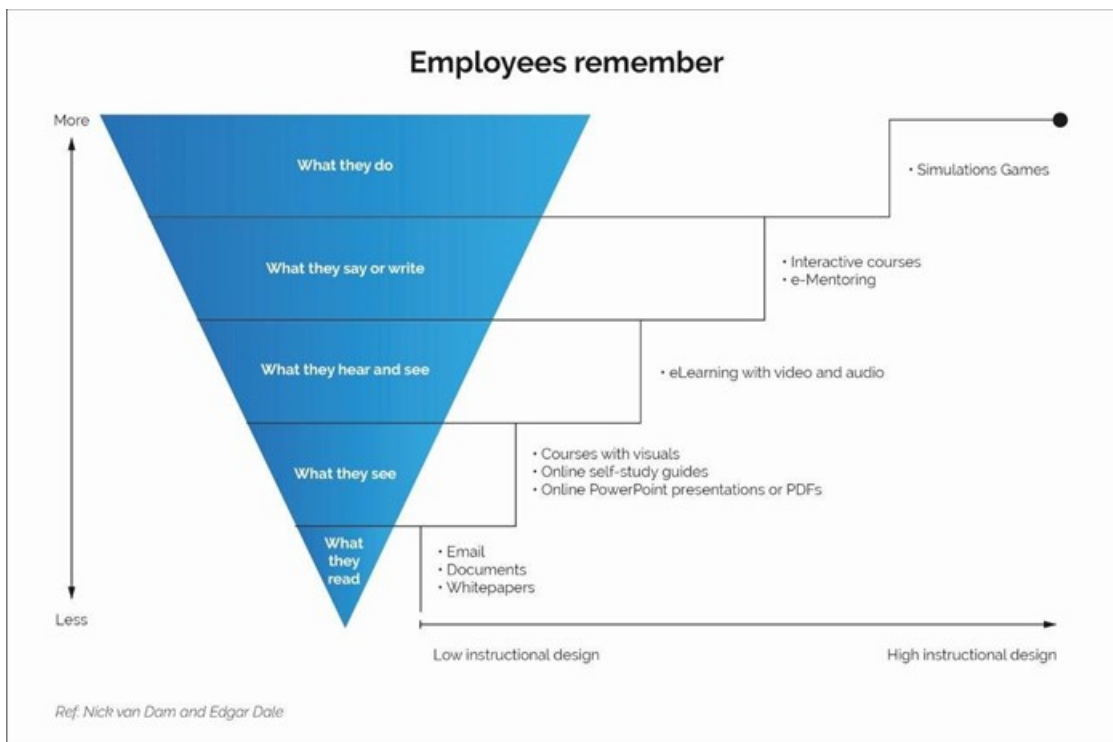 Employees remember
More
What they do
• Simulations Games
What they say or write
• Interactive courses
• e-Mentoring
What they hear and see
• eLearning with video and audio
What they see
• Courses with visuals
• Online self-study guides
• Online PowerPoint presentations or PDFs
What
they
read
• Email
• Documents
• Whitepapers
Less
Low instructional design
High instructional design
Ref: Nick van Dam and Edgar Dale